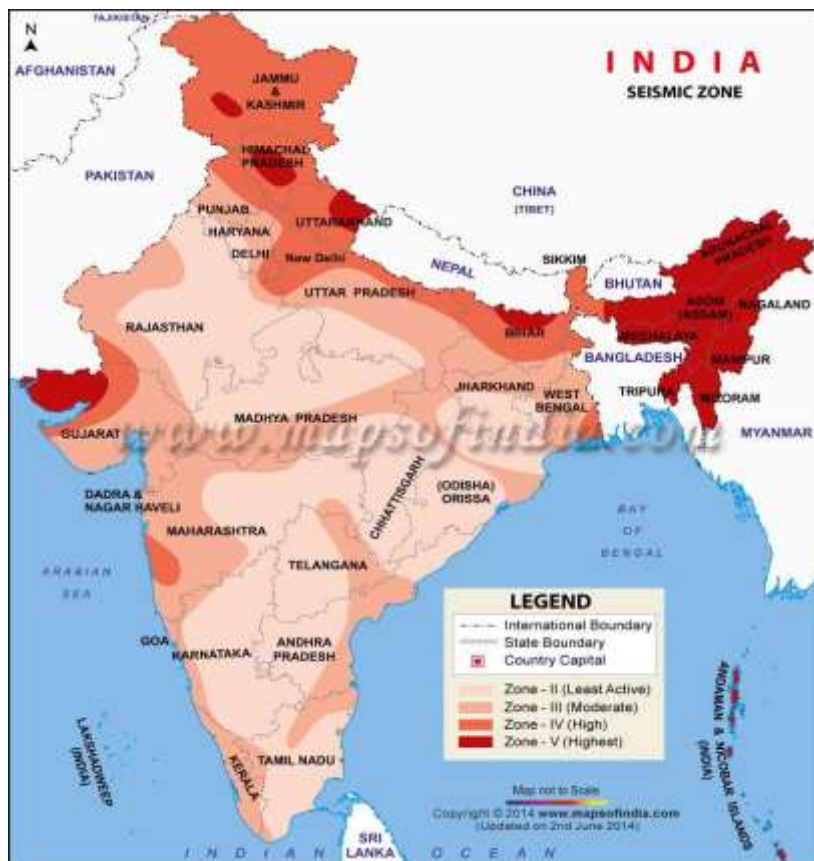 TAJIKISTAN
N
AFGHANISTAN
INDIA
SEISMIC ZONE
JAMMU
&
KASHMIR
HIMACHAL
PRADESH
PAKISTAN
CHINA
(TIBET)
PUNJAB
UTTARAKHAND
HARYANA
DELHI
New Delhi
NEPAL
SIKKIM
ARUNACHAL
PRADESH
BHUTAN
UTTAR PRADESH
ASOM
(ASSAM)
NAGALAND
RAJASTHAN
BIHAR
MEGHALAYA
BANGLADESH
MANIPUR
JHARKHAND
WEST
BENGAL
TRIPURA
MIZORAM
MADHYA PRADESH
GUJARAT
www.mapsofindia.com
MYANMAR
CHHATTISGARH
(ODISHA)
ORISSA
DADRA &
NAGAR HAVELI
MAHARASHTRA
BAY
OF
BENGAL
TELANGANA
ARABIAN
SEA
LEGEND
International Boundary
State Boundary
Country Capital
Zone - II (Least Active)
Zone - III (Moderate)
Zone - IV (High)
Zone - V (Highest)
GOA
KARNATAKA
ANDHRA
PRADESH
ANDAMAN & NICOBAR ISLANDS
(INDIA)
LAKSHADWEEP
(INDIA)
KERALA
TAMIL NADU
Map not to Scale
Copyright © 2014 www.mapsofindia.com
(Updated on 2nd June 2014)
SRI
LANKA
INDIAN OCEAN